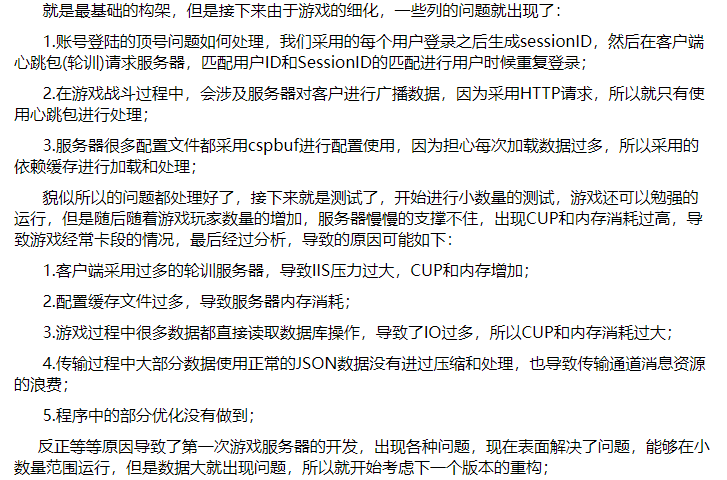 就是最基础的构架，但是接下来由于游戏的细化，一些列的问题就出现了：
1.账号登陆的顶号问题如何处理，我们采用的每个用户登录之后生成sessionID，然后在客户端
心跳包(轮训)请求服务器，匹配用户ID和SessionID的匹配进行用户时候重复登录；
2.在游戏战斗过程中，会涉及服务器对客户进行广播数据，因为采用HTTP请求，所以就只有使
用心跳包进行处理；
3.服务器很多配置文件都采用cspbuf进行配置使用，因为担心每次加载数据过多，所以采用的
依赖缓存进行加载和处理；
貌似所以的问题都处理好了，接下来就是测试了，开始进行小数量的测试，游戏还可以勉强的
运行，但是随后随着游戏玩家数量的增加，服务器慢慢的支撑不住，出现CUP和内存消耗过高，导
致游戏经常卡段的情况，最后经过分析，导致的原因可能如下：
1.客户端采用过多的轮训服务器，导致IIS压力过大，CUP和内存增加；
2.配置缓存文件过多，导致服务器内存消耗；
3.游戏过程中很多数据都直接读取数据库操作，导致了IO过多，所以CUP和内存消耗过大；
4.传输过程中大部分数据使用正常的JSON数据没有进过压缩和处理，也导致传输通道消息资源
的浪费；
5.程序中的部分优化没有做到；
反正等等原因导致了第一次游戏服务器的开发，出现各种问题，现在表面解决了问题，能够在小
数量范围运行，但是数据大就出现问题，所以就开始考虑下一个版本的重构；